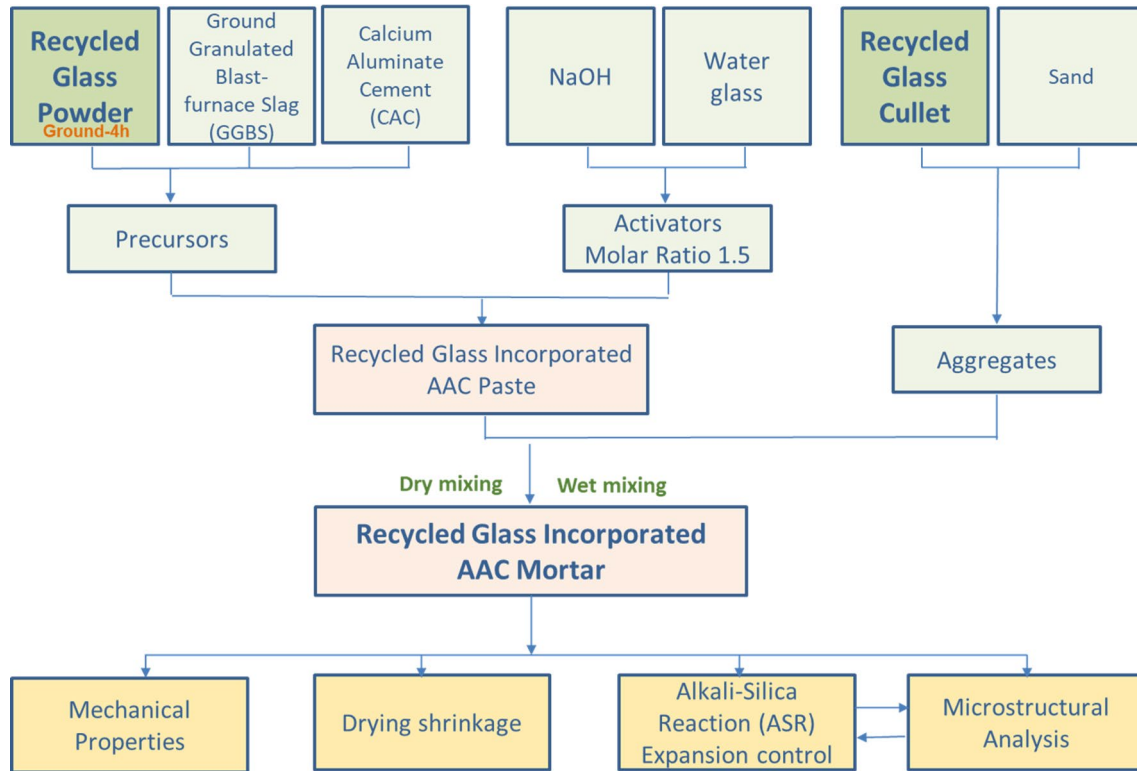 Recycled
Glass
Powder
Ground-4h
Ground
Granulated
Blast-
furnace Slag
(GGBS)
Calcium
Aluminate
Cement
(CAC)
NaOH
Water
glass
Recycled
Glass
Cullet
Sand
Precursors
Activators
Molar Ratio 1.5
Recycled Glass Incorporated
AAC Paste
Aggregates
Dry mixing
Wet mixing
Recycled Glass Incorporated
AAC Mortar
Mechanical
Properties
Drying shrinkage
Alkali-Silica
Reaction (ASR)
Expansion control
Microstructural
Analysis